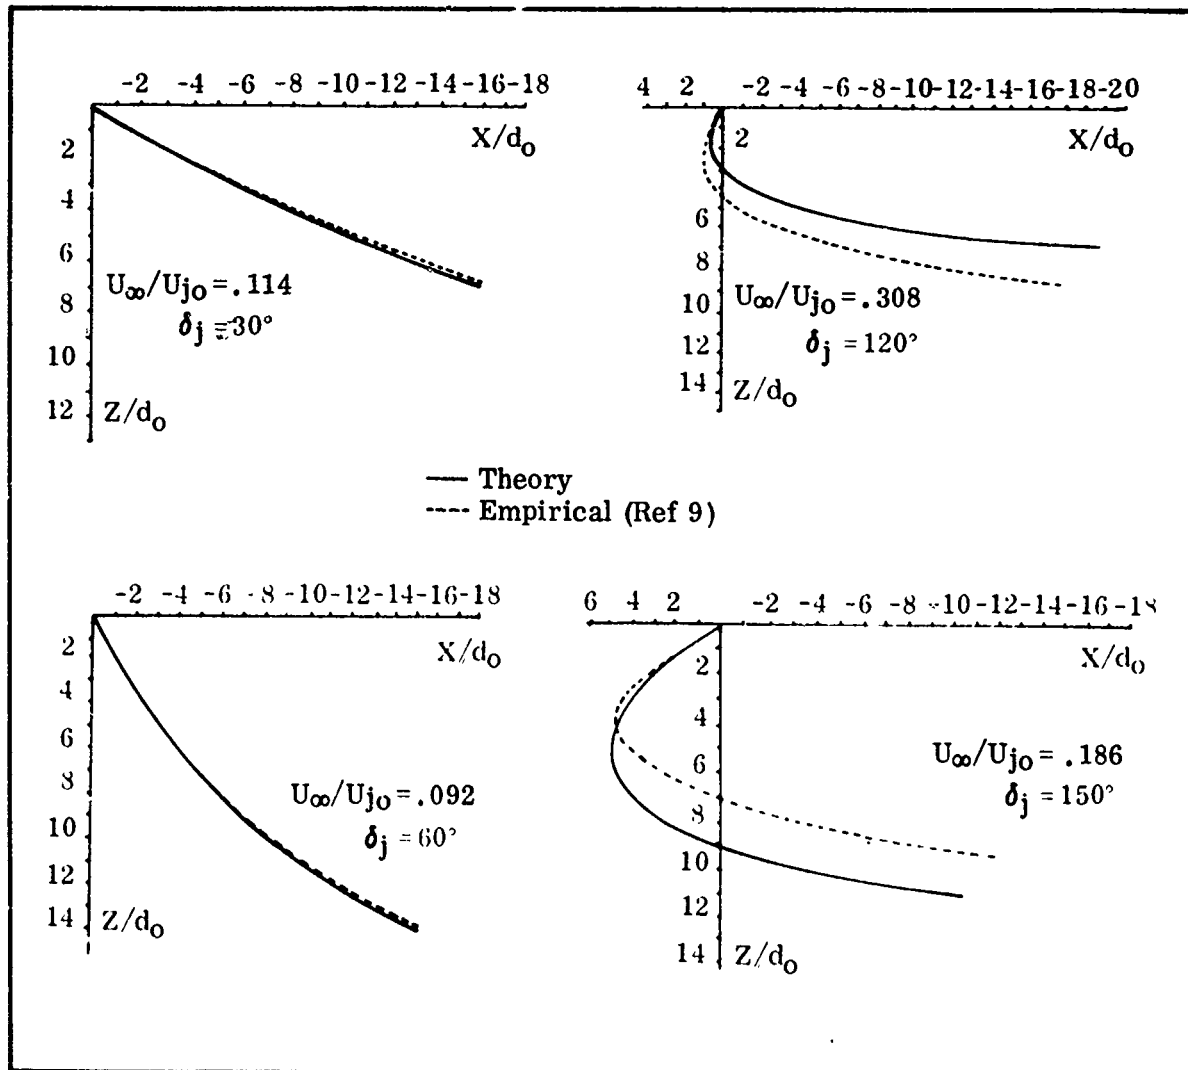 -2 -4 -6 -8 -10 -12 -14 -16 -18
X/do
2
4
6
8
10
12
U∞/Ujo = .114
δj = 30°
Z/do
4 2 -2 -4 -6 -8 -10 -12 -14 -16 -18 -20
X/do
2
6
8
10
12
14
U∞/Ujo = .308
δj = 120°
Z/do
— Theory
---- Empirical (Ref 9)
-2 -4 -6 -8 -10 -12 -14 -16 -18
X/do
2
4
6
8
10
12
14
U∞/Ujo = .092
δj = 60°
Z/do
6 4 2 -2 -4 -6 -8 -10 -12 -14 -16 -18
X/do
2
4
6
8
10
12
14
U∞/Ujo = .186
δj = 150°
Z/do